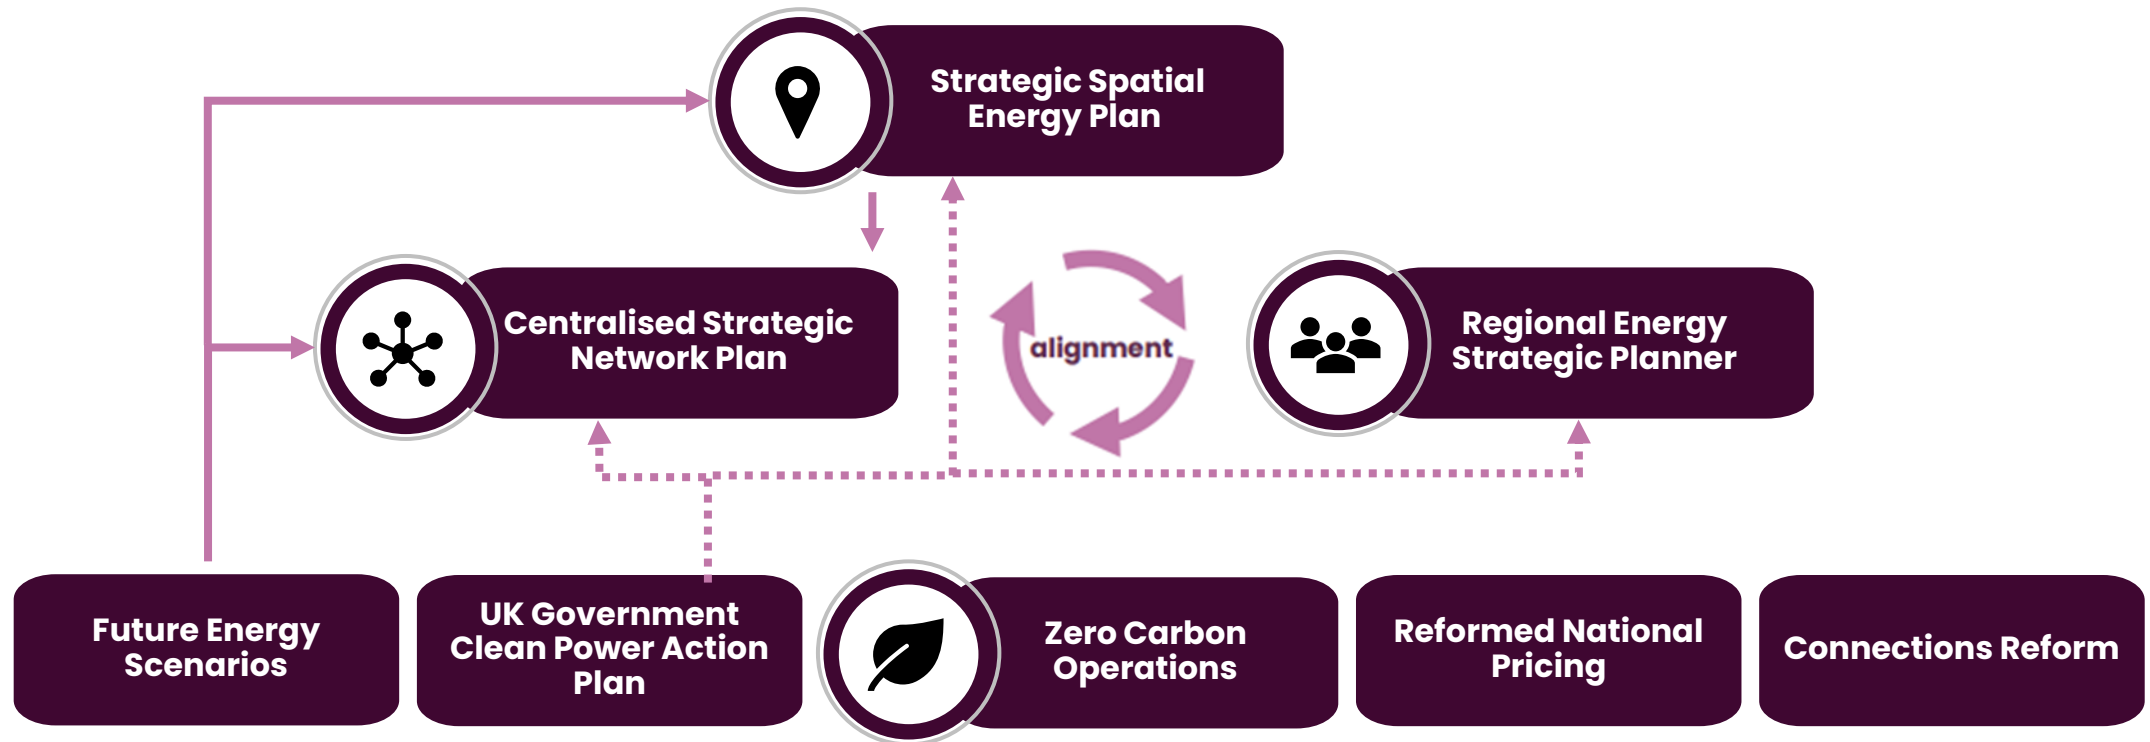 Strategic Spatial
Energy Plan
Centralised Strategic
Network Plan
alignment
Regional Energy
Strategic Planner
Future Energy
Scenarios
UK Government
Clean Power Action
Plan
Zero Carbon
Operations
Reformed National
Pricing
Connections Reform